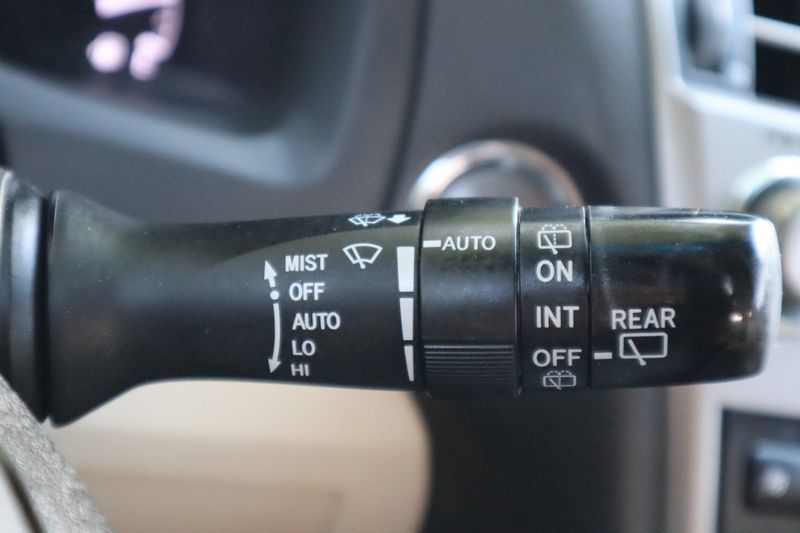 MIST
OFF
AUTO
LO
HI
AUTO
ON
INT
OFF
REAR